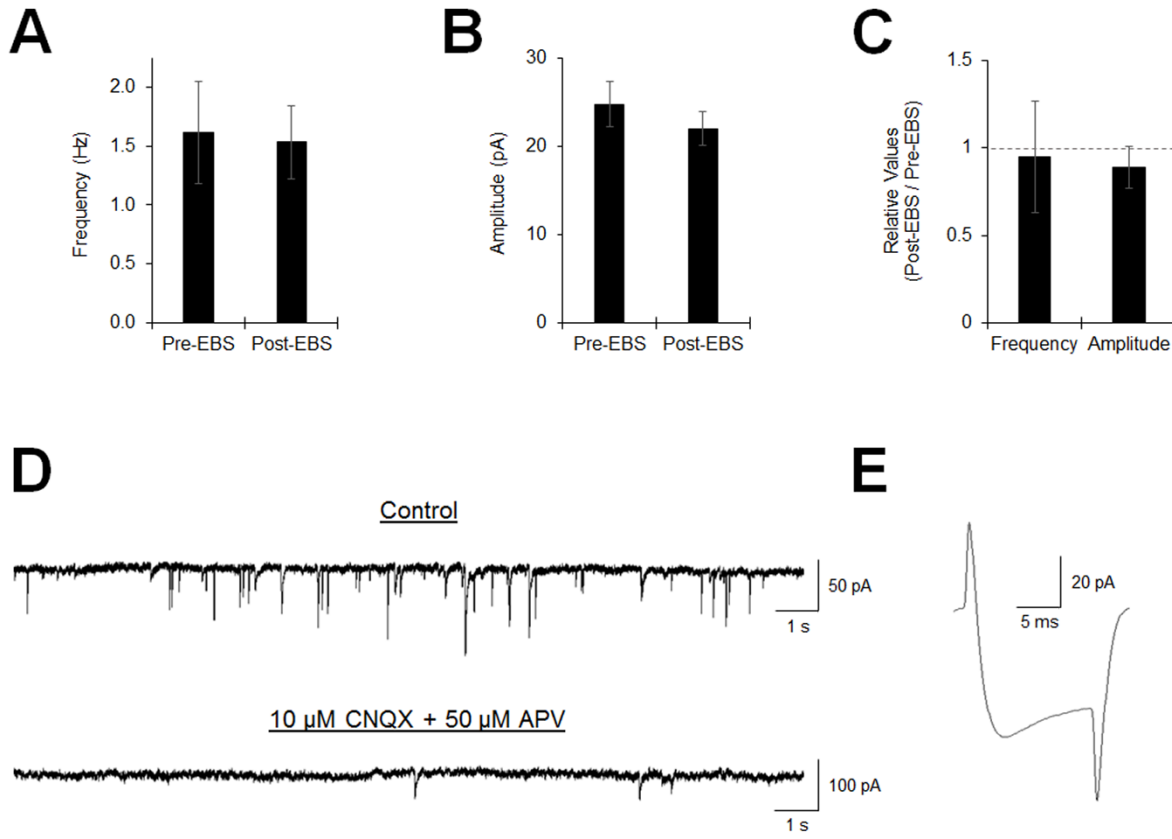 A
Frequency (Hz)
2.0
1.5
1.0
0.5
0.0
Pre-EBS Post-EBS
B
Amplitude (pA)
30
20
10
0
Pre-EBS Post-EBS
C
Relative Values
(Post-EBS / Pre-EBS)
1.5
1
0.5
0
Frequency Amplitude
D
Control
50 pA
1 s
10 µM CNQX + 50 µM APV
100 pA
1 s
E
20 pA
5 ms